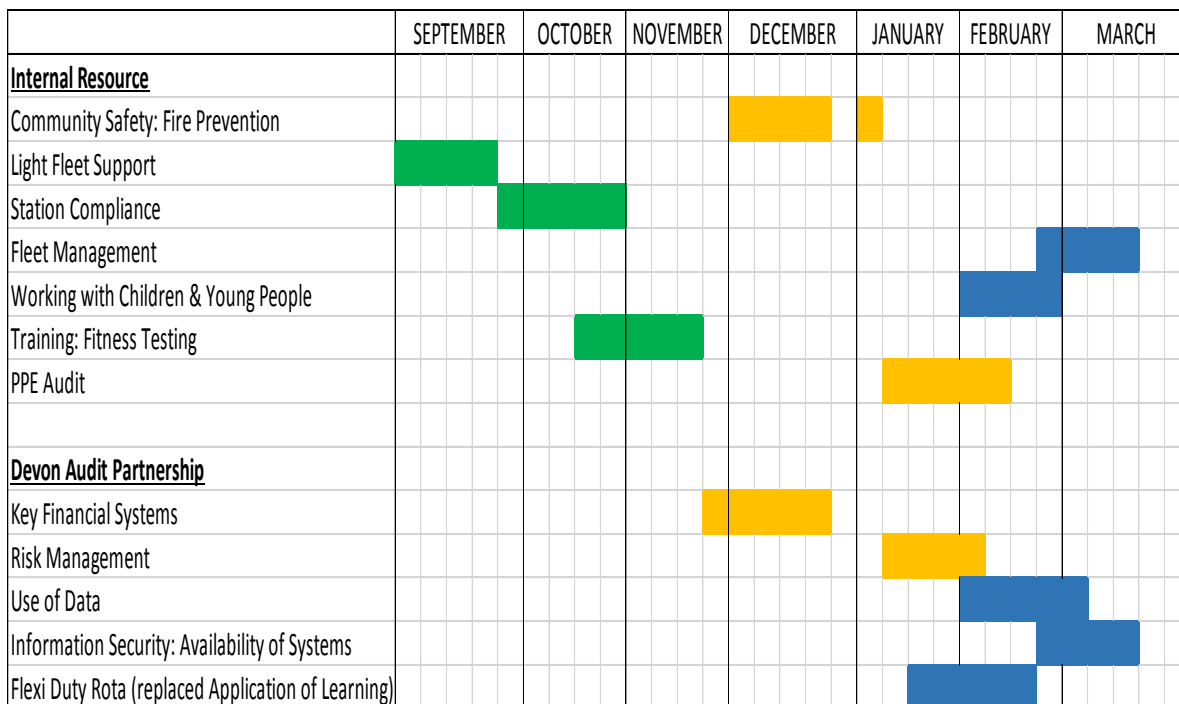 SEPTEMBER OCTOBER NOVEMBER DECEMBER JANUARY FEBRUARY MARCH
Internal Resource
Community Safety: Fire Prevention
Light Fleet Support
Station Compliance
Fleet Management
Working with Children & Young People
Training: Fitness Testing
PPE Audit
Devon Audit Partnership
Key Financial Systems
Risk Management
Use of Data
Information Security: Availability of Systems
Flexi Duty Rota (replaced Application of Learning)